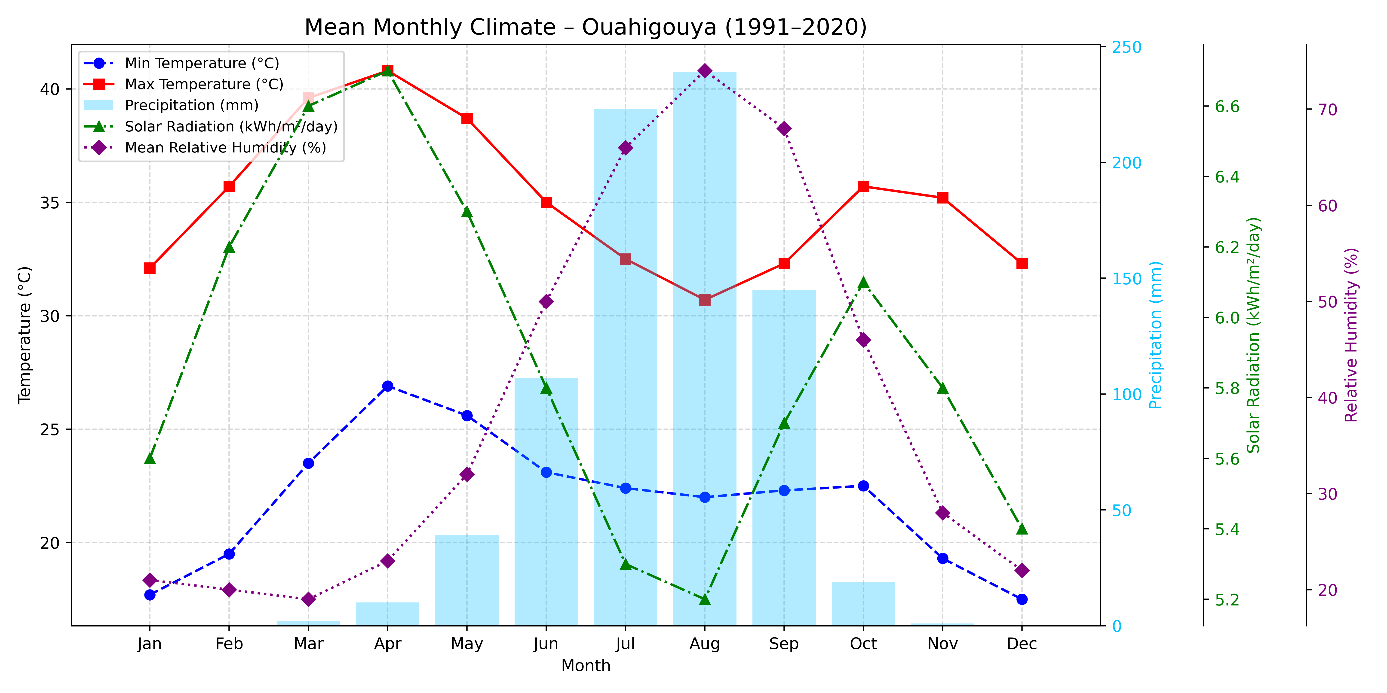 Mean Monthly Climate – Ouahigouya (1991–2020)
Min Temperature (°C)
Max Temperature (°C)
Precipitation (mm)
Solar Radiation (kWh/m²/day)
Mean Relative Humidity (%)
Temperature (°C)
40
35
30
25
20
Jan Feb Mar Apr May Jun Jul Aug Sep Oct Nov Dec
Month
250
200
150
100
50
0
Precipitation (mm)
6.6
6.4
6.2
6.0
5.8
5.6
5.4
5.2
Solar Radiation (kWh/m²/day)
70
60
50
40
30
20
Relative Humidity (%)